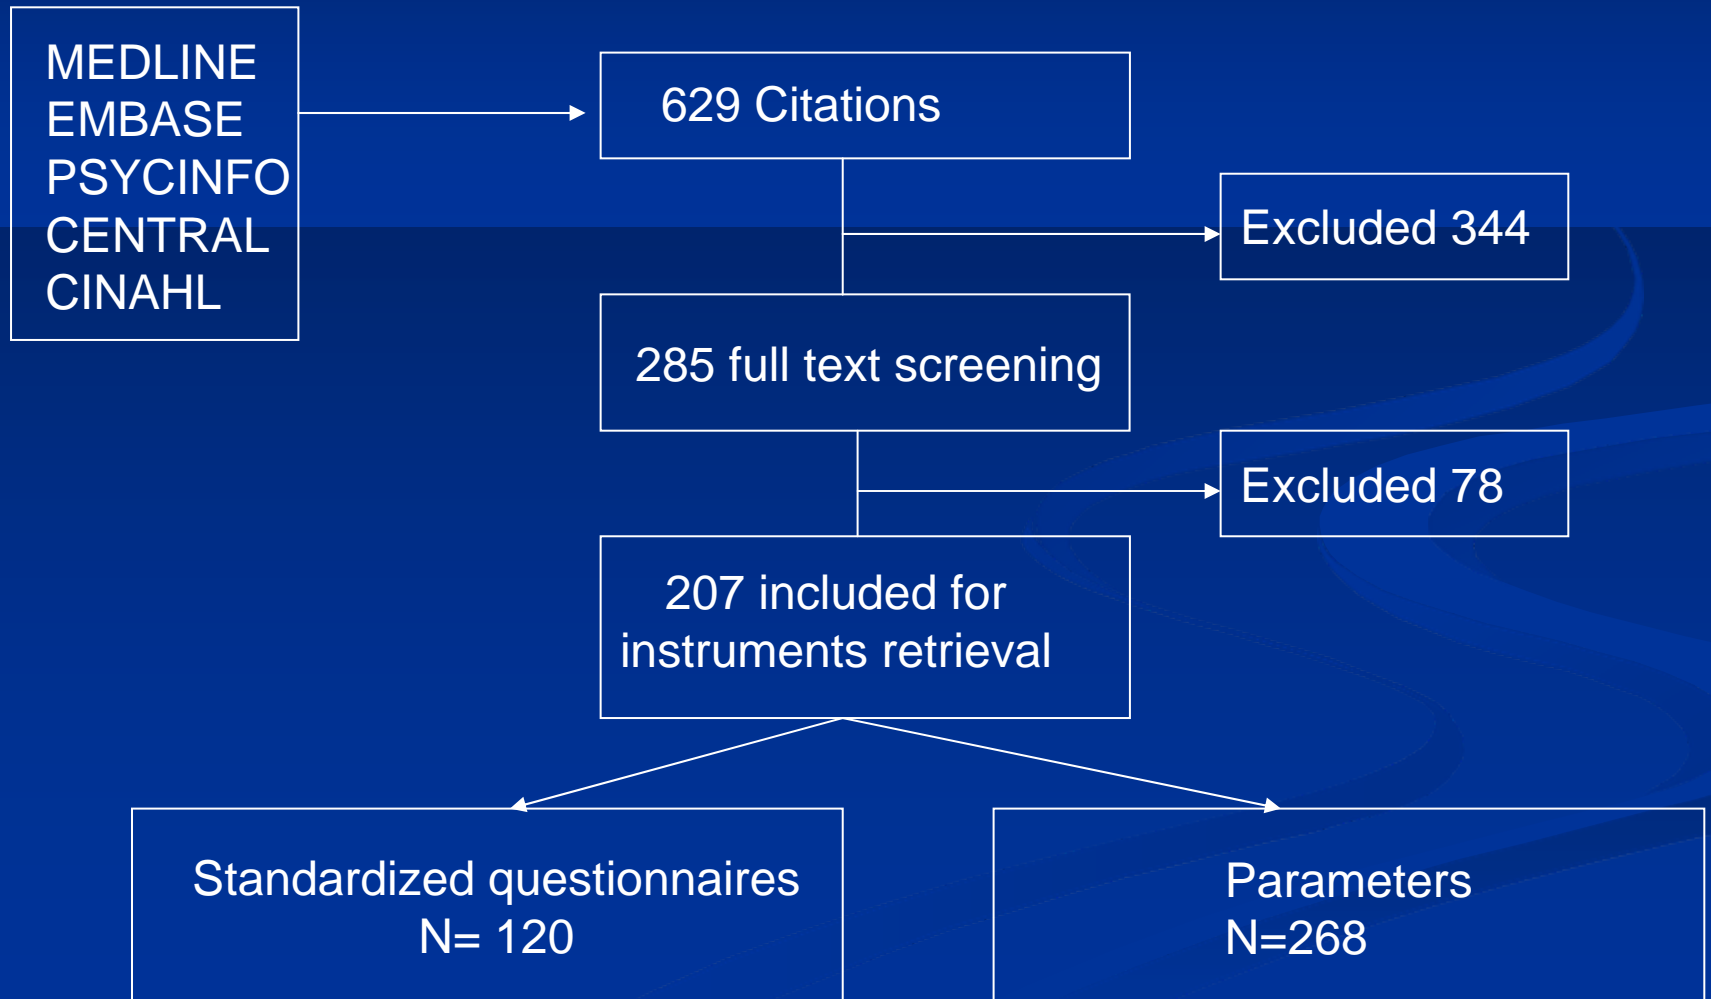 MEDLINE
EMBASE
PSYCINFO
CENTRAL
CINAHL
629 Citations
Excluded 344
285 full text screening
Excluded 78
207 included for
instruments retrieval
Standardized questionnaires
N= 120
Parameters
N=268